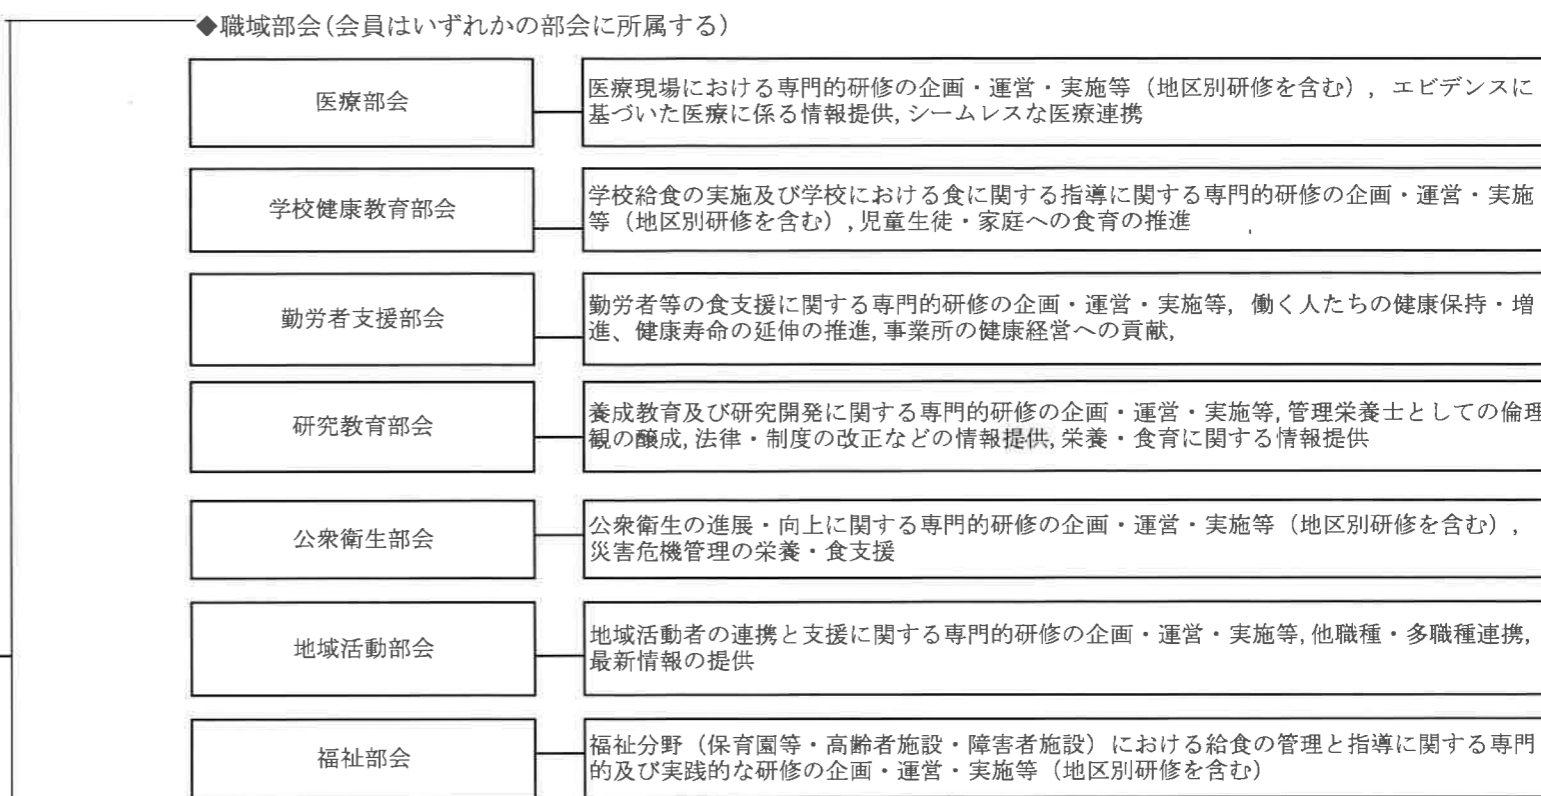 ◆職域部会(会員はいずれかの部会に所属する)
医療部会
医療現場における専門的研修の企画・運営・実施等（地区別研修を含む）, エビデンスに
基づいた医療に係る情報提供, シームレスな医療連携
学校健康教育部会
学校給食の実施及び学校における食に関する指導に関する専門的研修の企画・運営・実施
等（地区別研修を含む）, 児童生徒・家庭への食育の推進
勤労者支援部会
勤労者等の食支援に関する専門的研修の企画・運営・実施等, 働く人たちの健康保持・増
進、健康寿命の延伸の推進, 事業所の健康経営への貢献,
研究教育部会
養成教育及び研究開発に関する専門的研修の企画・運営・実施等, 管理栄養士としての倫理
観の醸成, 法律・制度の改正などの情報提供, 栄養・食育に関する情報提供
公衆衛生部会
公衆衛生の進展・向上に関する専門的研修の企画・運営・実施等（地区別研修を含む）,
災害危機管理の栄養・食支援
地域活動部会
地域活動者の連携と支援に関する専門的研修の企画・運営・実施等, 他職種・多職種連携,
最新情報の提供
福祉部会
福祉分野（保育園等・高齢者施設・障害者施設）における給食の管理と指導に関する専門
的及び実践的な研修の企画・運営・実施等（地区別研修を含む）